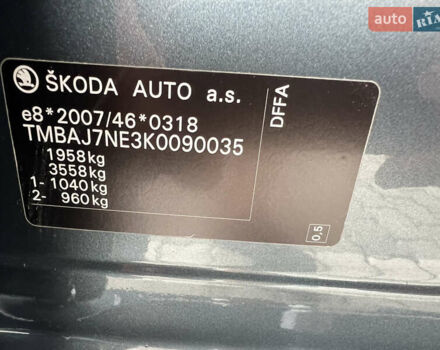 AUTO RIA
ŠKODA AUTO a.s.
e8*2007/46*0318
TMBAJ7NE3K0090035
1958kg
3558kg
1- 1040kg
2- 960kg
DFFA
0,5